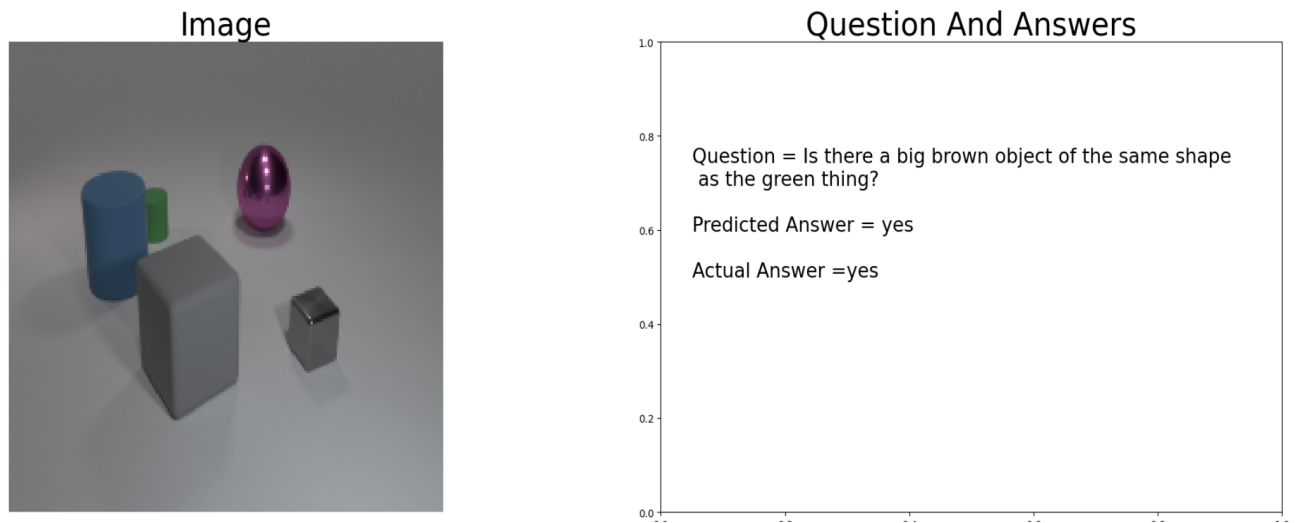 Image
Question And Answers
1.0
0.8
Question = Is there a big brown object of the same shape
as the green thing?
Predicted Answer = yes
0.6
Actual Answer =yes
0.4
0.2
0.0